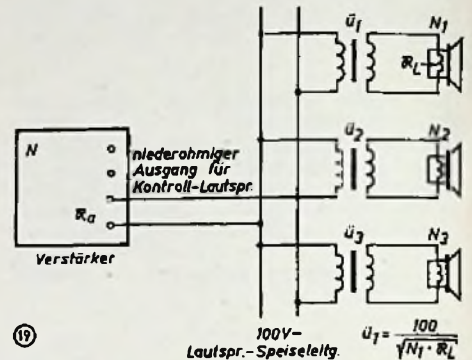 ü₁ N₁
ℜL
N
niederohmiger
Ausgang für
Kontroll-Lautspr.
ℜa
Verstärker
ü₂ N₂
ü₃ N₃
⑲
100V-
Lautspr.-Speiseleitg.
ü₁ = 100 / √N₁ · ℜL